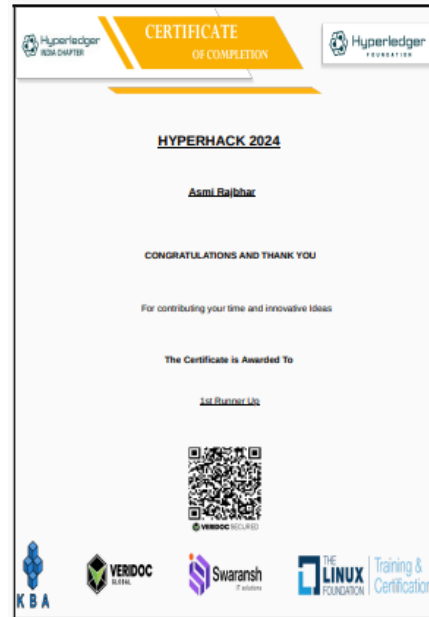 Hyperledger
INDIA CHAPTER
CERTIFICATE
OF COMPLETION
Hyperledger
FOUNDATION
HYPERHACK 2024
Asmi Rajbhar
CONGRATULATIONS AND THANK YOU
For contributing your time and innovative Ideas
The Certificate is Awarded To
1st Runner Up
VERIDOC SECURED
KBA
VERIDOC
GLOBAL
Swaransh
IT solutions
THE
LINUX
FOUNDATION
Training &
Certification